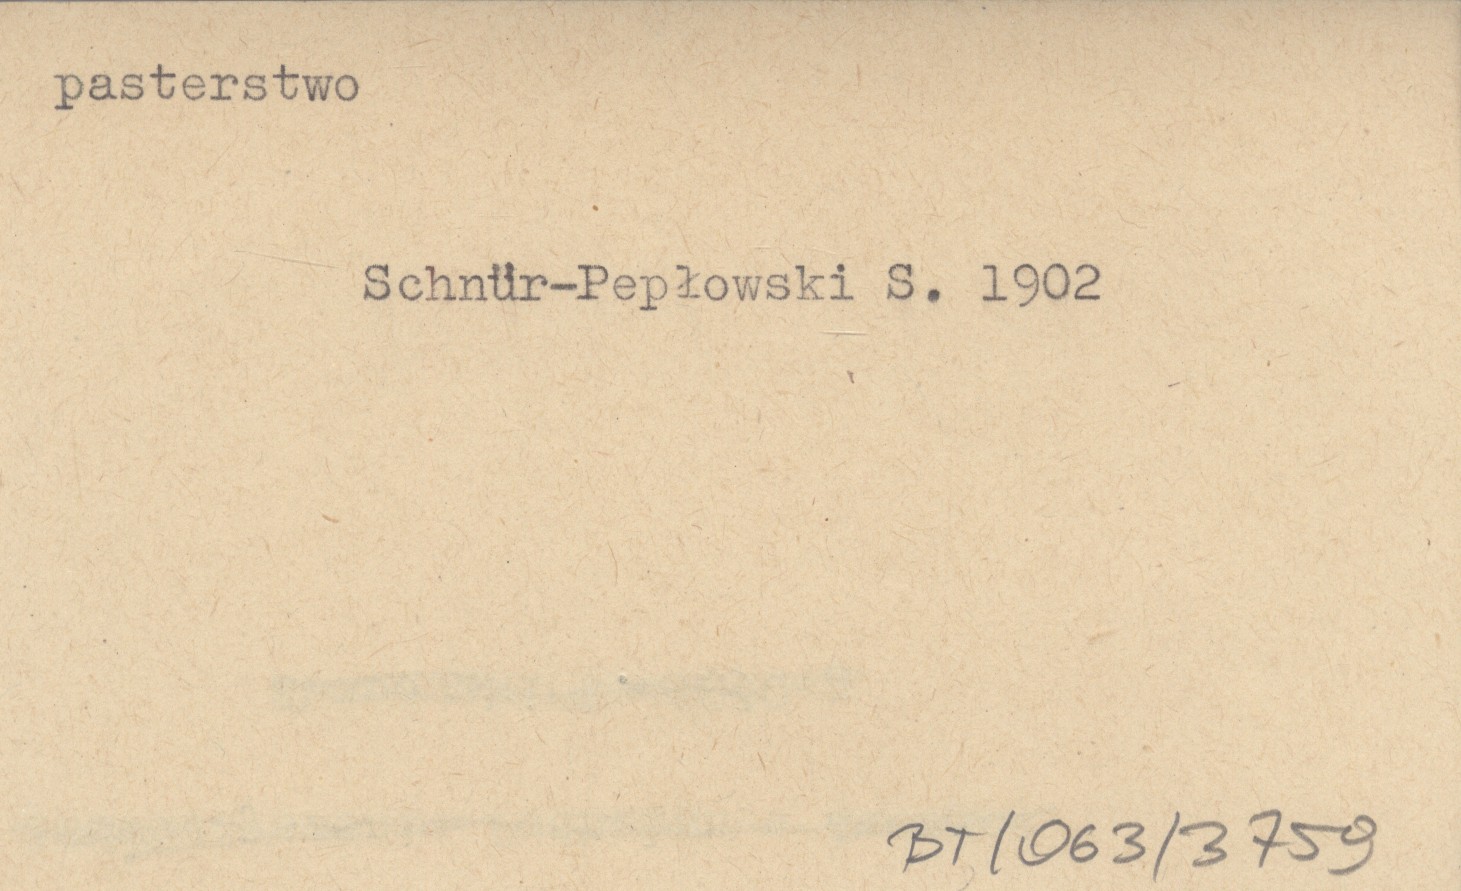 pasterstwo
Schnür-Pepłowski S. 1902
BT/063/3759